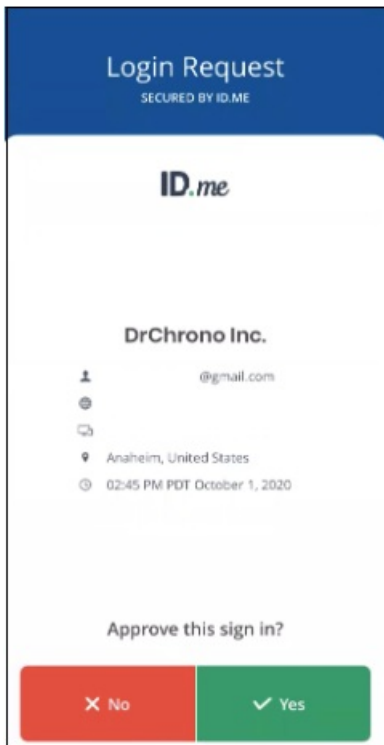 Login Request
SECURED BY ID.ME
ID.me
DrChrono Inc.
@gmail.com
Anaheim, United States
02:45 PM PDT October 1, 2020
Approve this sign in?
No
Yes